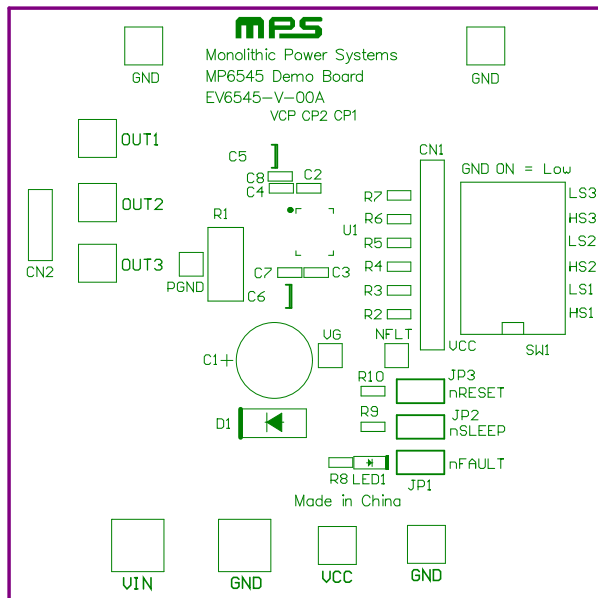 MPS
Monolithic Power Systems
MP6545 Demo Board
EV6545-V-00A
VCP CP2 CP1
GND
GND
OUT1
OUT2
OUT3
CN2
PGND
R1
C5
C8
C4
C2
U1
C7
C3
C6
CN1
R7
R6
R5
R4
R3
R2
GND ON = Low
LS3
HS3
LS2
HS2
LS1
HS1
SW1
VCC
VG
NFLT
C1+
D1
R10
JP3
nRESET
R9
JP2
nSLEEP
nFAULT
R8 LED1
JP1
Made in China
VIN
GND
VCC
GND